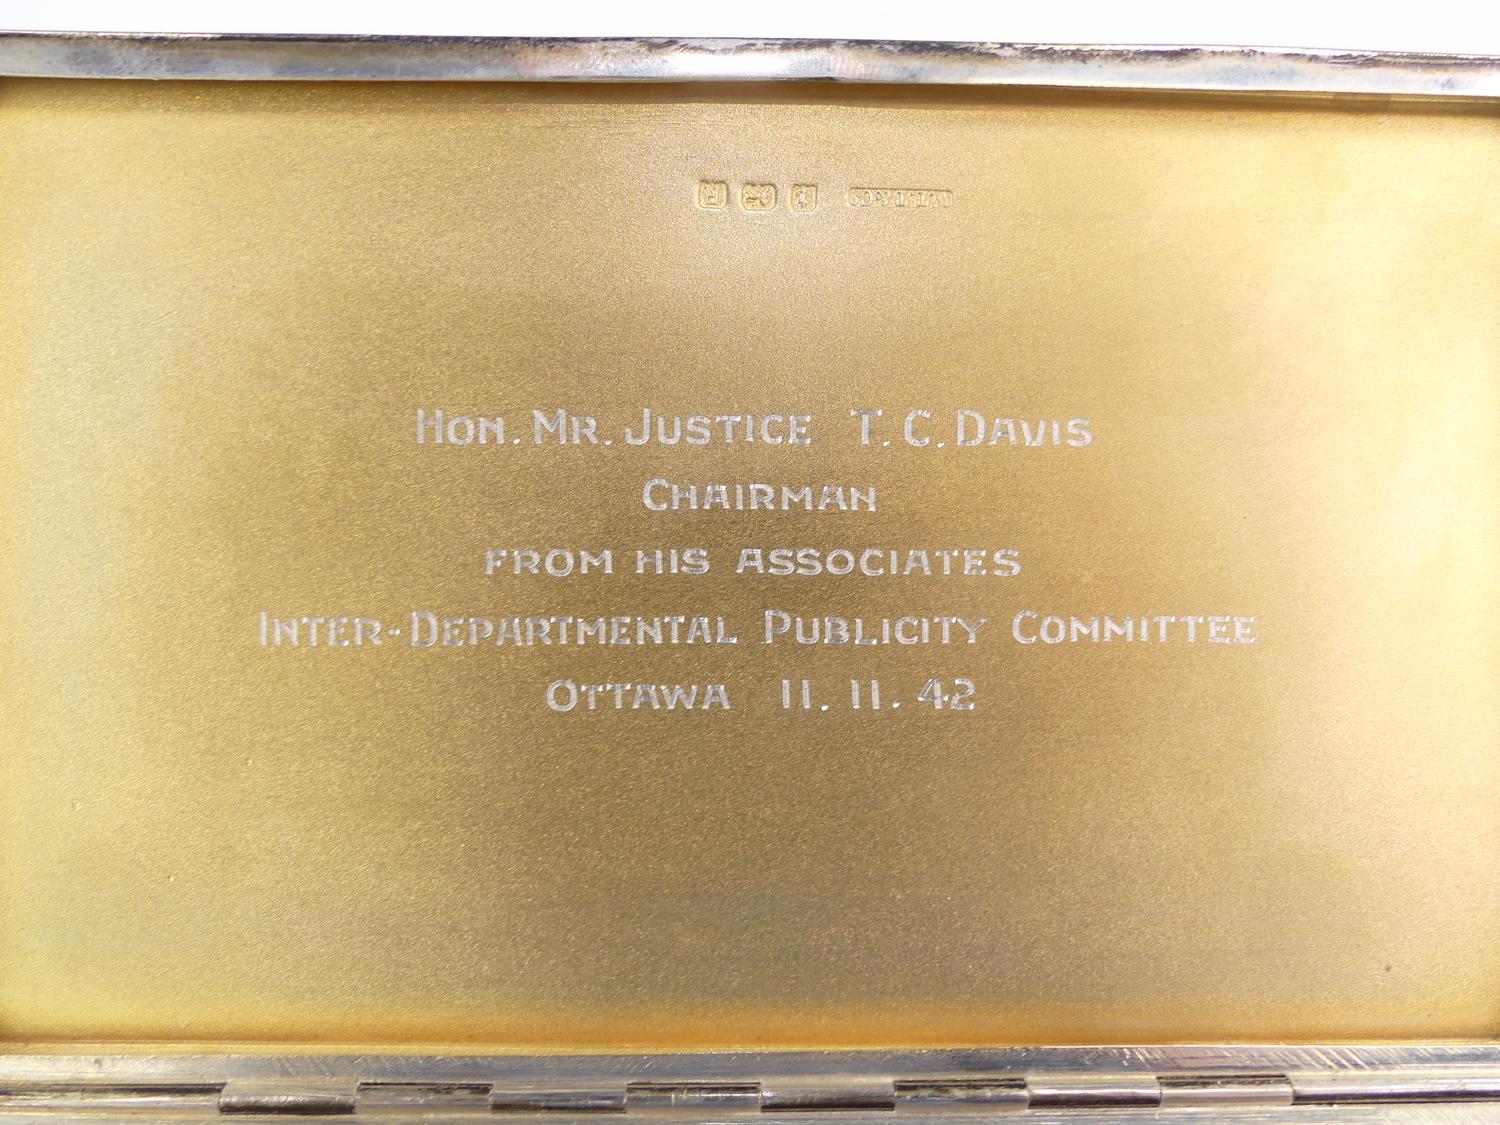 Hon. Mr. Justice T. C. Davis
Chairman
from his associates
Inter-Departmental Publicity Committee
Ottawa 11. 11. 42